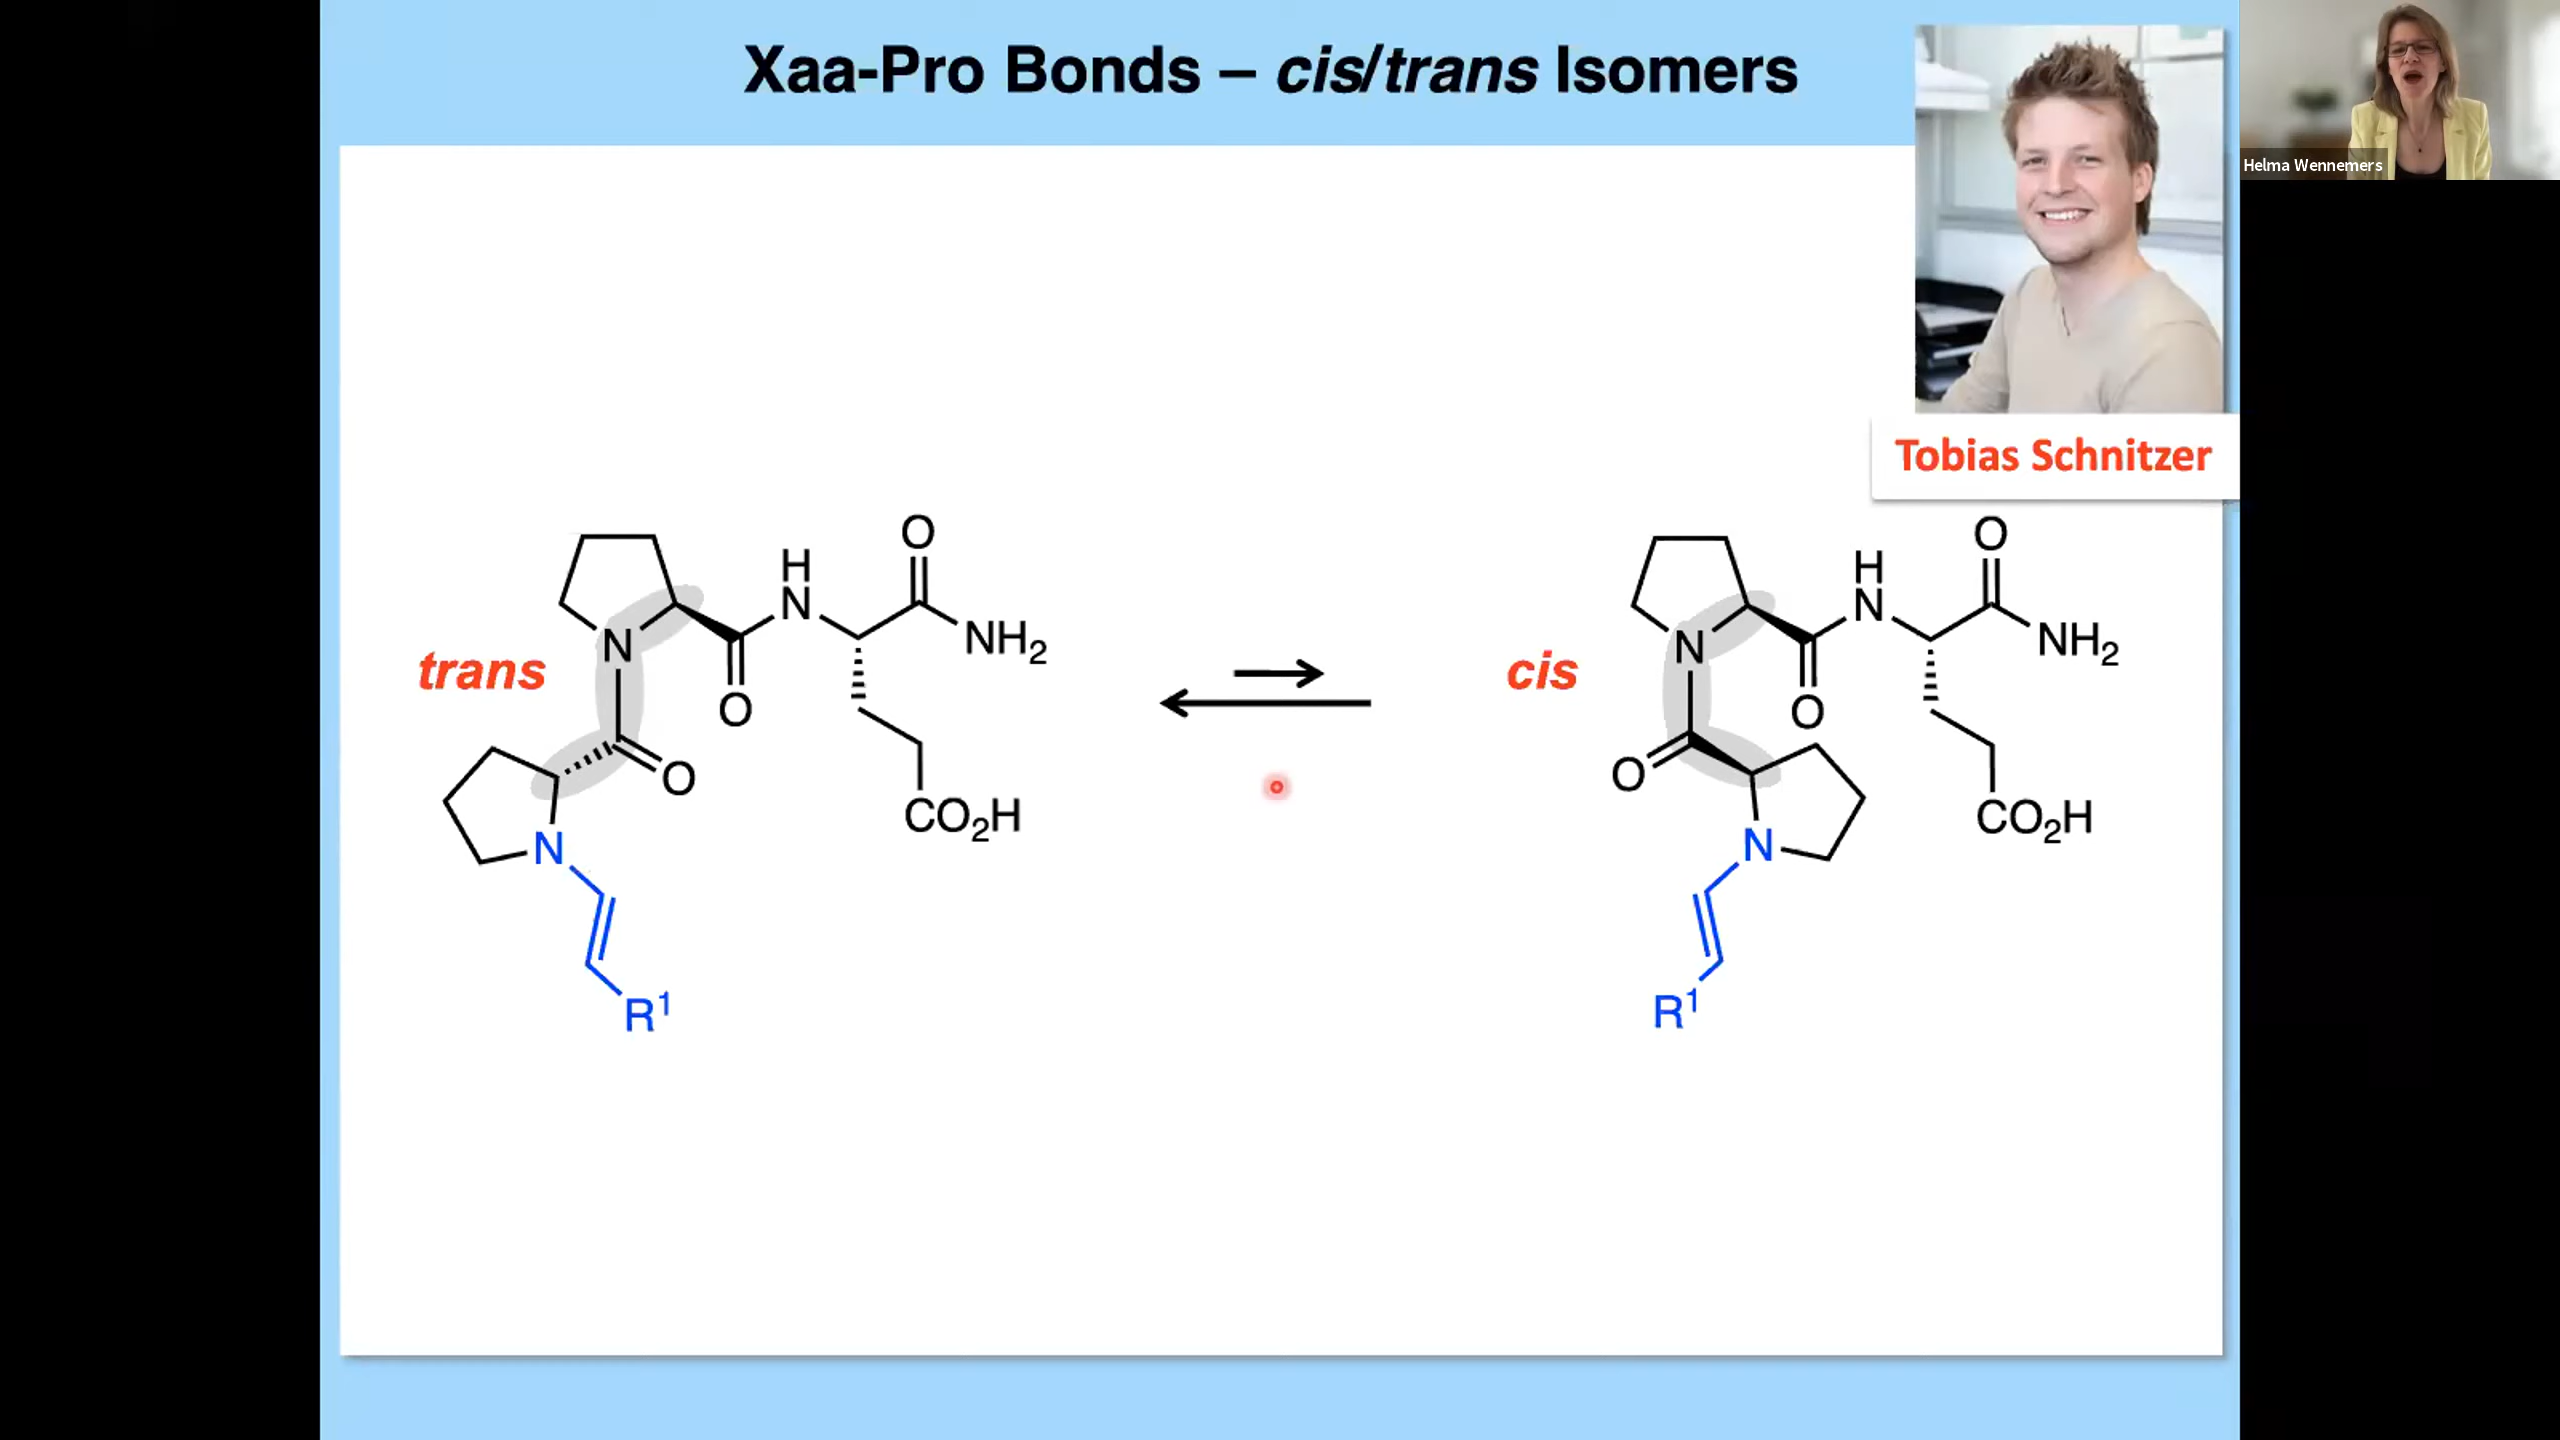 Xaa-Pro Bonds – cis/trans Isomers
Helma Wennemers
Tobias Schnitzer
trans
N
O
H
N
O
NH2
O
CO2H
N
R1
cis
N
O
H
N
O
NH2
O
CO2H
N
R1